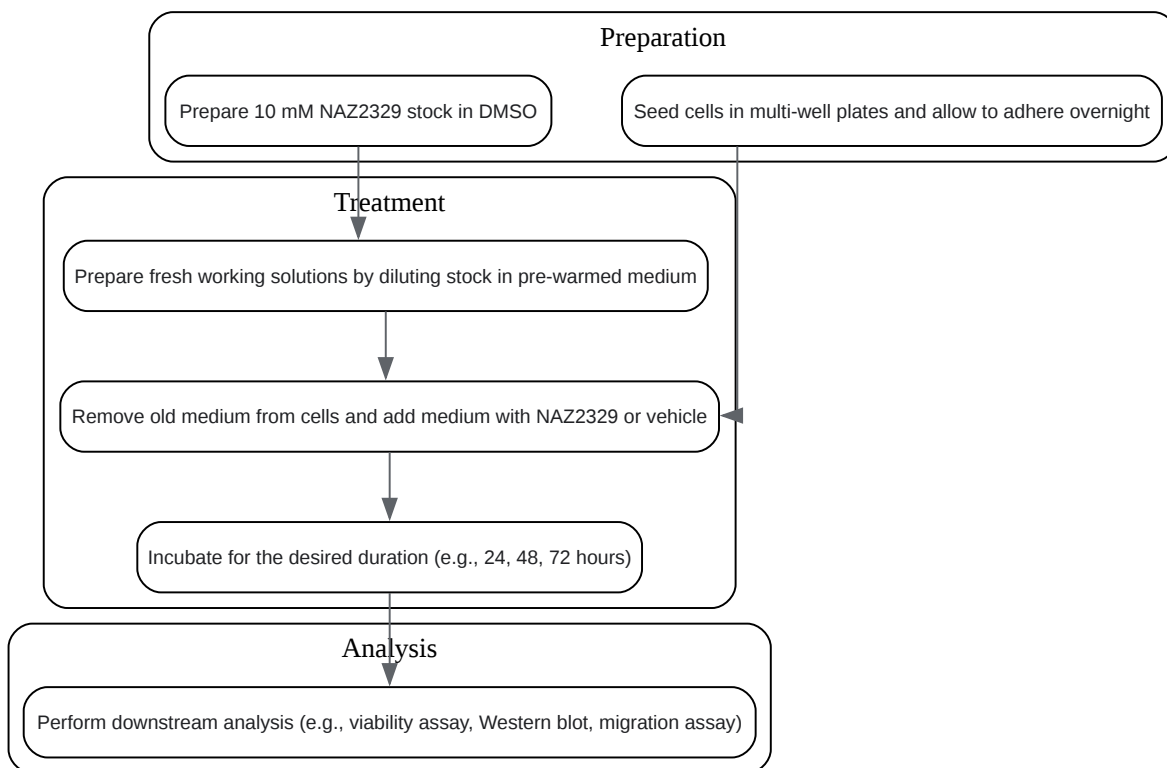 Preparation
Prepare 10 mM NAZ2329 stock in DMSO
Seed cells in multi-well plates and allow to adhere overnight
Treatment
Prepare fresh working solutions by diluting stock in pre-warmed medium
Remove old medium from cells and add medium with NAZ2329 or vehicle
Incubate for the desired duration (e.g., 24, 48, 72 hours)
Analysis
Perform downstream analysis (e.g., viability assay, Western blot, migration assay)